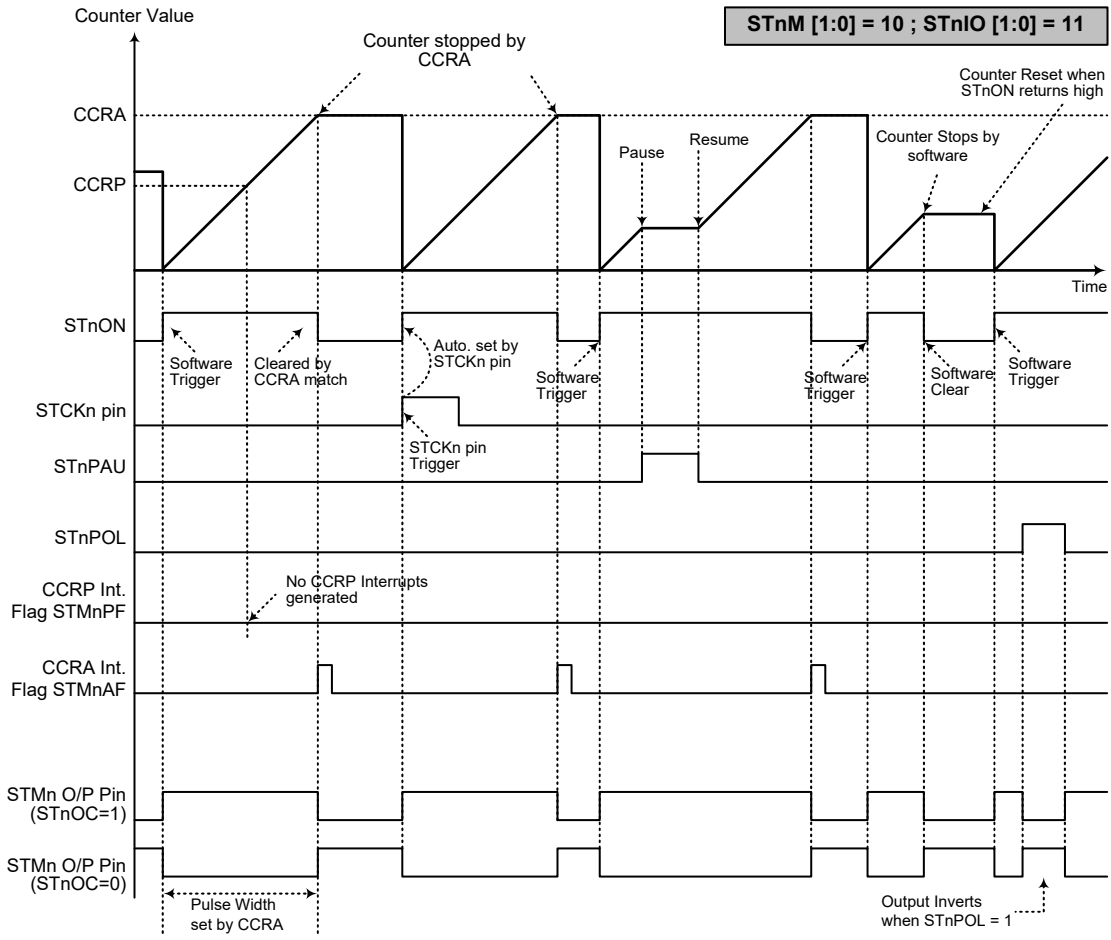 Counter Value
STnM [1:0] = 10 ; STnIO [1:0] = 11
Counter stopped by
CCRA
Counter Reset when
STnON returns high
CCRA
Pause
Resume
Counter Stops by
software
CCRP
Time
STnON
Software
Trigger
Cleared by
CCRA match
Auto. set by
STCKn pin
Software
Trigger
Software
Trigger
Software
Clear
Software
Trigger
STCKn pin
STCKn pin
Trigger
STnPAU
STnPOL
No CCRP Interrupts
generated
CCRP Int.
Flag STMnPF
CCRA Int.
Flag STMnAF
STMn O/P Pin
(STnOC=1)
STMn O/P Pin
(STnOC=0)
Pulse Width
set by CCRA
Output Inverts
when STnPOL = 1